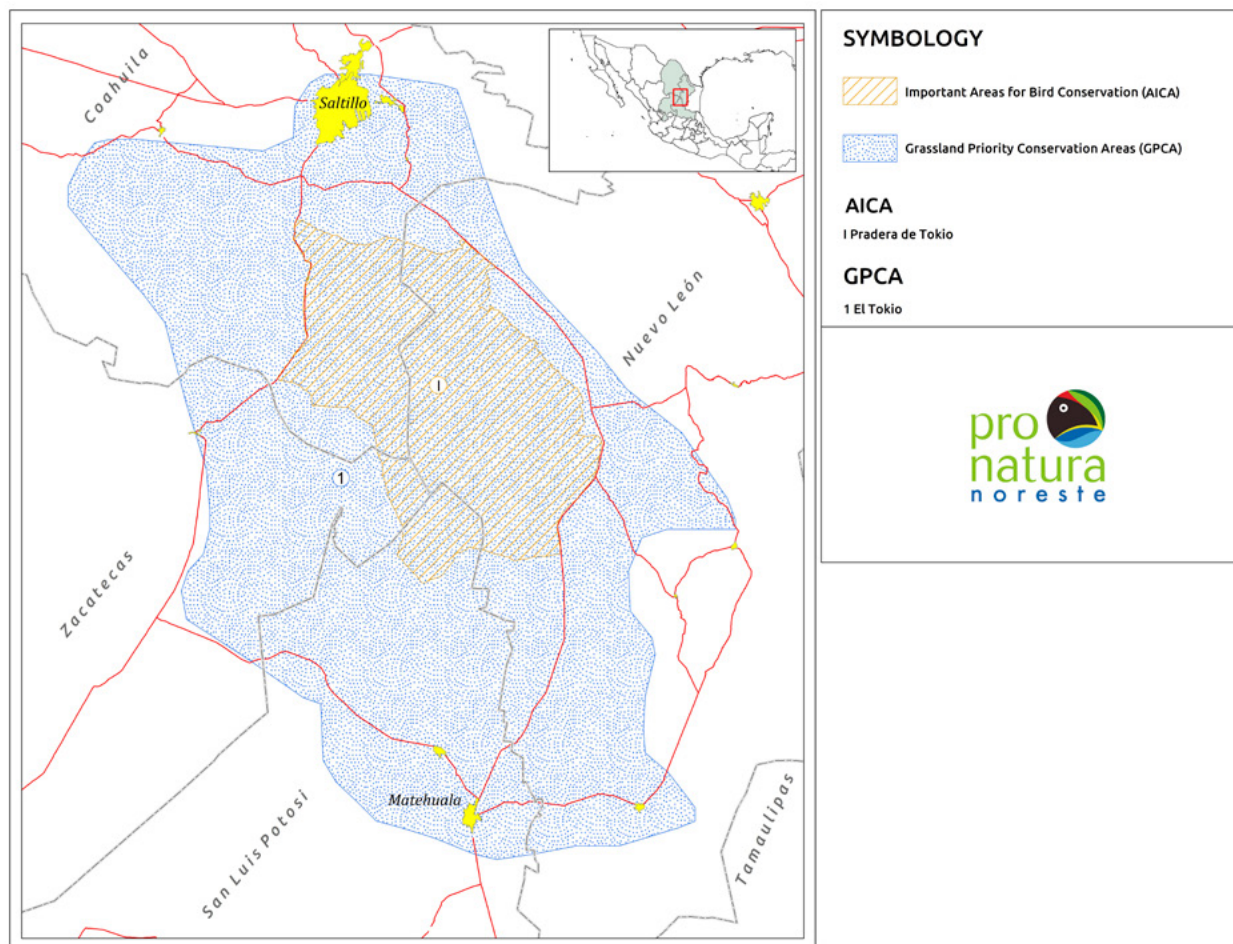 Coahuila
Saltillo
Nuevo León
I
1
Zacatecas
Matehuala
San Luis Potosi
Tamaulipas
SYMBOLOGY
Important Areas for Bird Conservation (AICA)
Grassland Priority Conservation Areas (GPCA)
AICA
I Pradera de Tokio
GPCA
1 El Tokio
pro
natura
noreste